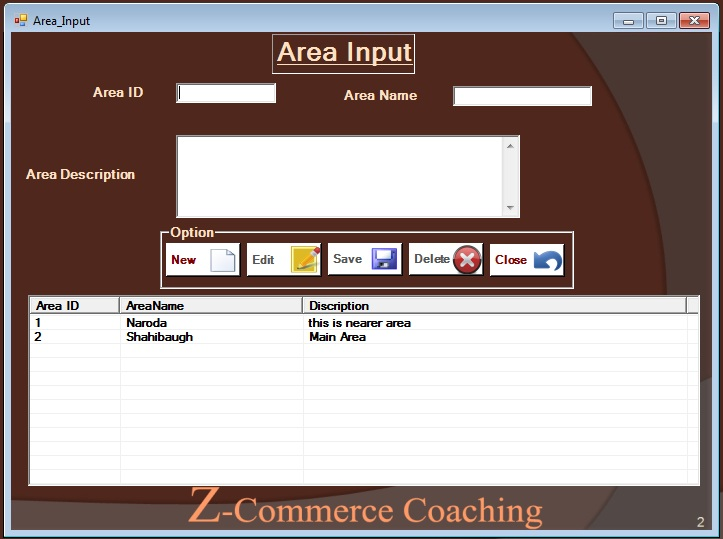 Area_Input
Area Input
Area ID
Area Name
Area Description
Option
New Edit Save Delete Close
Area ID AreaName Discription
1 Naroda this is nearer area
2 Shahibaugh Main Area
Z-Commerce Coaching
2